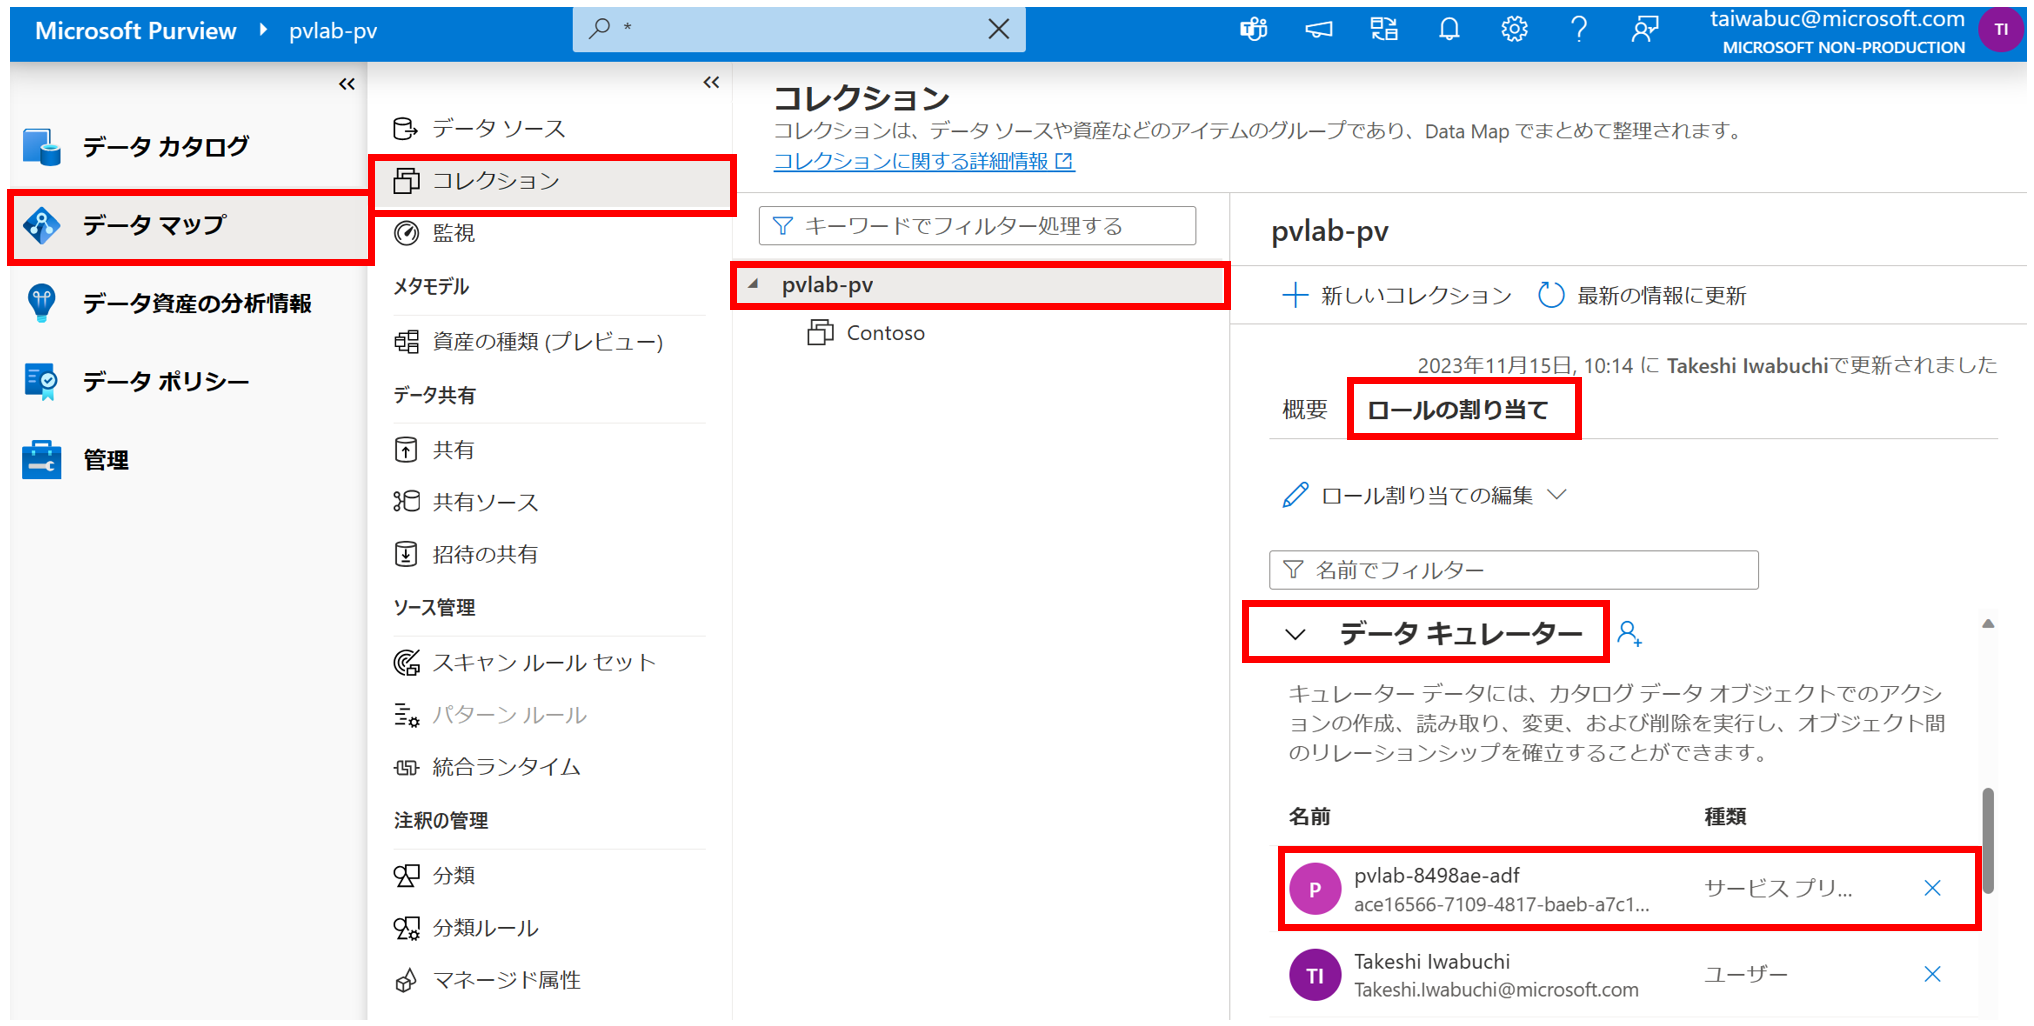 Microsoft Purview
pvlab-pv
*
taiwabuc@microsoft.com
MICROSOFT NON-PRODUCTION
TI
データ カタログ
データ マップ
データ資産の分析情報
データ ポリシー
管理
データ ソース
コレクション
監視
メタモデル
資産の種類 (プレビュー)
データ共有
共有
共有ソース
招待の共有
ソース管理
スキャン ルール セット
パターン ルール
統合ランタイム
注釈の管理
分類
分類ルール
マネージド属性
コレクション
コレクションは、データ ソースや資産などのアイテムのグループであり、Data Map でまとめて整理されます。
コレクションに関する詳細情報
キーワードでフィルター処理する
pvlab-pv
Contoso
pvlab-pv
新しいコレクション
最新の情報に更新
2023年11月15日, 10:14 に Takeshi Iwabuchiで更新されました
概要
ロールの割り当て
ロール割り当ての編集
名前でフィルター
データ キュレーター
キュレーター データには、カタログ データ オブジェクトでのアクシ
ョンの作成、読み取り、変更、および削除を実行し、オブジェクト間
のリレーションシップを確立することができます。
名前
種類
P
pvlab-8498ae-adf
ace16566-7109-4817-baeb-a7c1...
サービス プリ...
TI
Takeshi Iwabuchi
Takeshi.Iwabuchi@microsoft.com
ユーザー